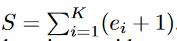 S = \sum_{i=1}^{K} (e_i + 1)